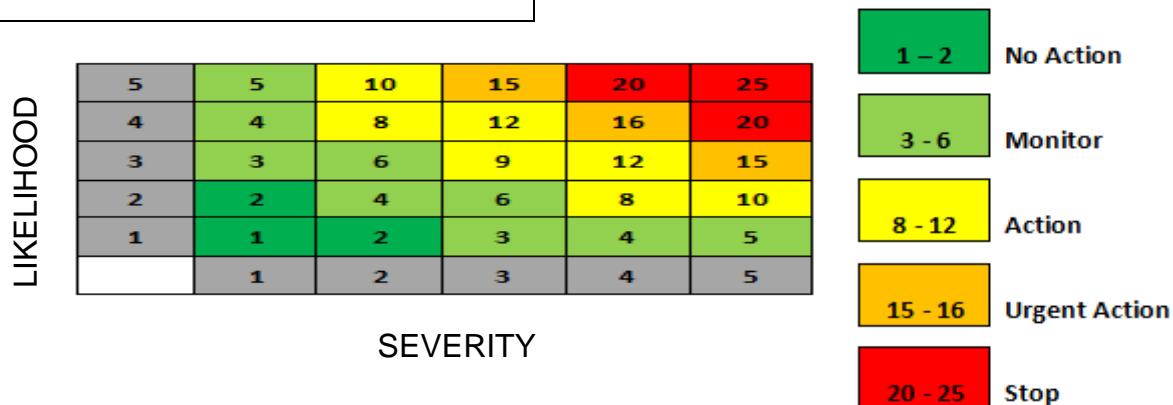 LIKELIHOOD
5 5 10 15 20 25
4 4 8 12 16 20
3 3 6 9 12 15
2 2 4 6 8 10
1 1 2 3 4 5
1 2 3 4 5
SEVERITY
1 – 2 No Action
3 - 6 Monitor
8 - 12 Action
15 - 16 Urgent Action
20 - 25 Stop